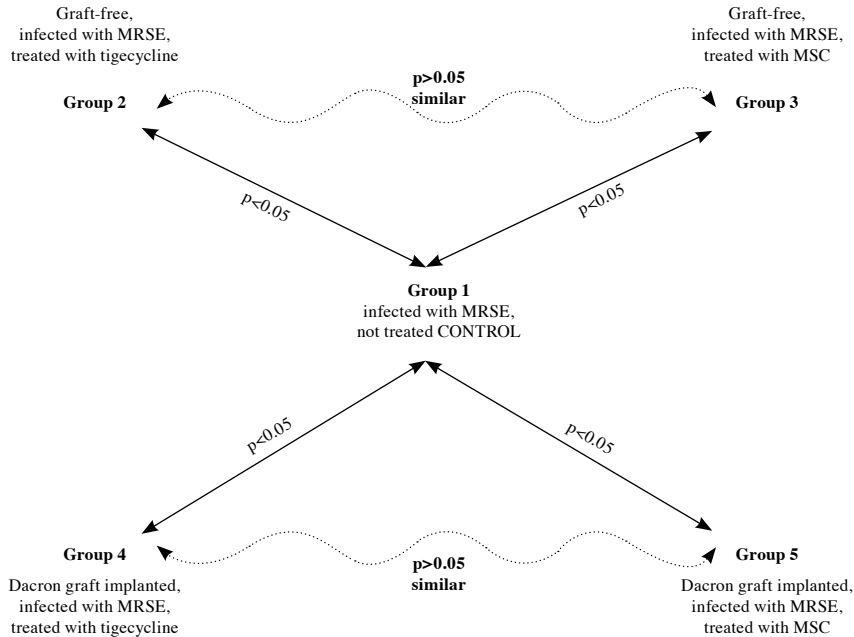 Graft-free,
infected with MRSE,
treated with tigecycline
Group 2
Graft-free,
infected with MRSE,
treated with MSC
Group 3
p>0.05
similar
p<0.05
p<0.05
Group 1
infected with MRSE,
not treated CONTROL
p<0.05
p<0.05
Group 4
Dacron graft implanted,
infected with MRSE,
treated with tigecycline
p>0.05
similar
Group 5
Dacron graft implanted,
infected with MRSE,
treated with MSC